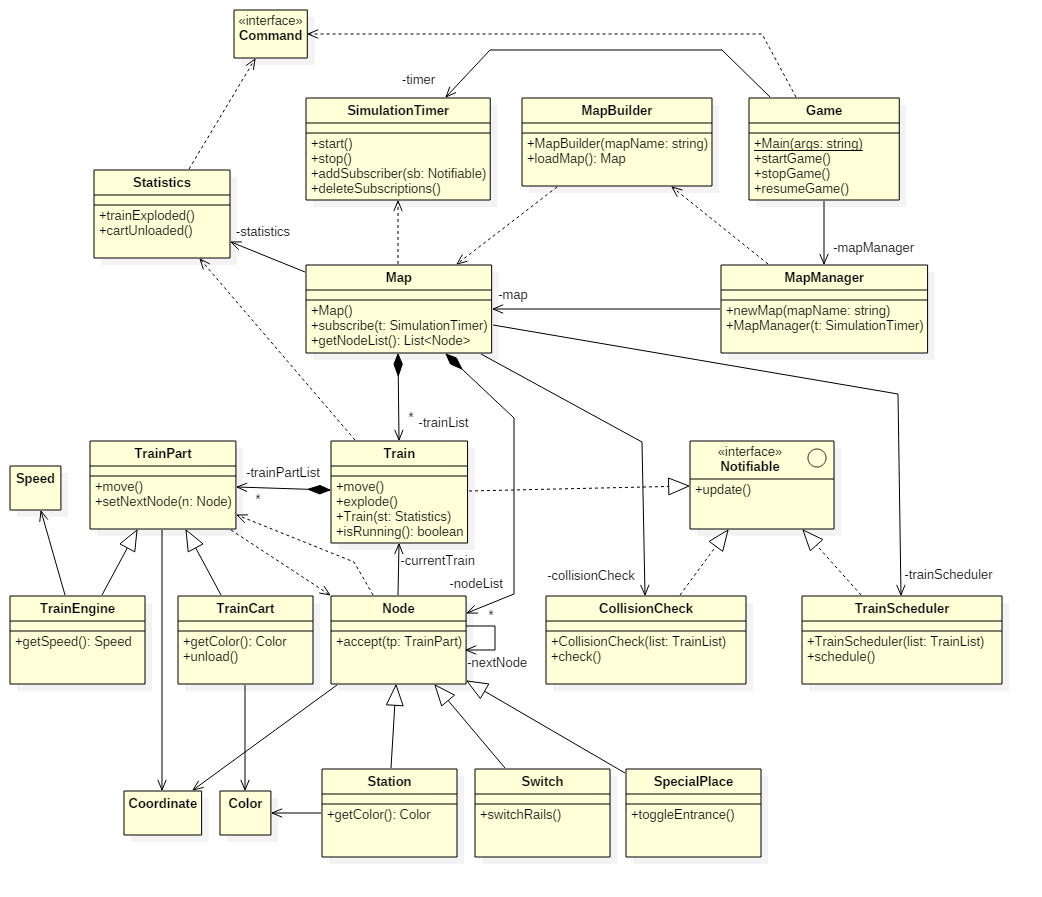 «interface»
Command
-timer
SimulationTimer
+start()
+stop()
+addSubscriber(sb: Notifiable)
+deleteSubscriptions()
MapBuilder
+MapBuilder(mapName: string)
+loadMap(): Map
Game
+Main(args: string)
+startGame()
+stopGame()
+resumeGame()
Statistics
+trainExploded()
+cartUnloaded()
-statistics
-mapManager
Map
+Map()
+subscribe(t: SimulationTimer)
+getNodeList(): List<Node>
-map
MapManager
+newMap(mapName: string)
+MapManager(t: SimulationTimer)
*
-trainList
Speed
TrainPart
+move()
+setNextNode(n: Node)
-trainPartList
*
Train
+move()
+explode()
+Train(st: Statistics)
+isRunning(): boolean
«interface»
Notifiable
+update()
-currentTrain
-nodeList
*
-collisionCheck
-trainScheduler
TrainEngine
+getSpeed(): Speed
TrainCart
+getColor(): Color
+unload()
Node
+accept(tp: TrainPart)
-nextNode
CollisionCheck
+CollisionCheck(list: TrainList)
+check()
TrainScheduler
+TrainScheduler(list: TrainList)
+schedule()
Coordinate
Color
Station
+getColor(): Color
Switch
+switchRails()
SpecialPlace
+toggleEntrance()